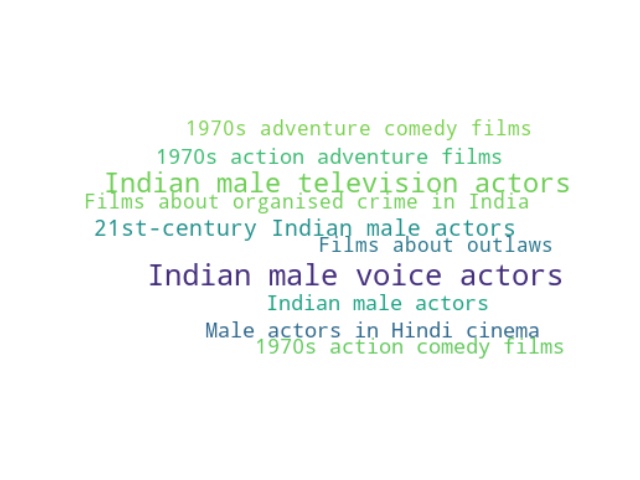 1970s adventure comedy films
1970s action adventure films
Indian male television actors
Films about organised crime in India
21st-century Indian male actors
Films about outlaws
Indian male voice actors
Indian male actors
Male actors in Hindi cinema
1970s action comedy films